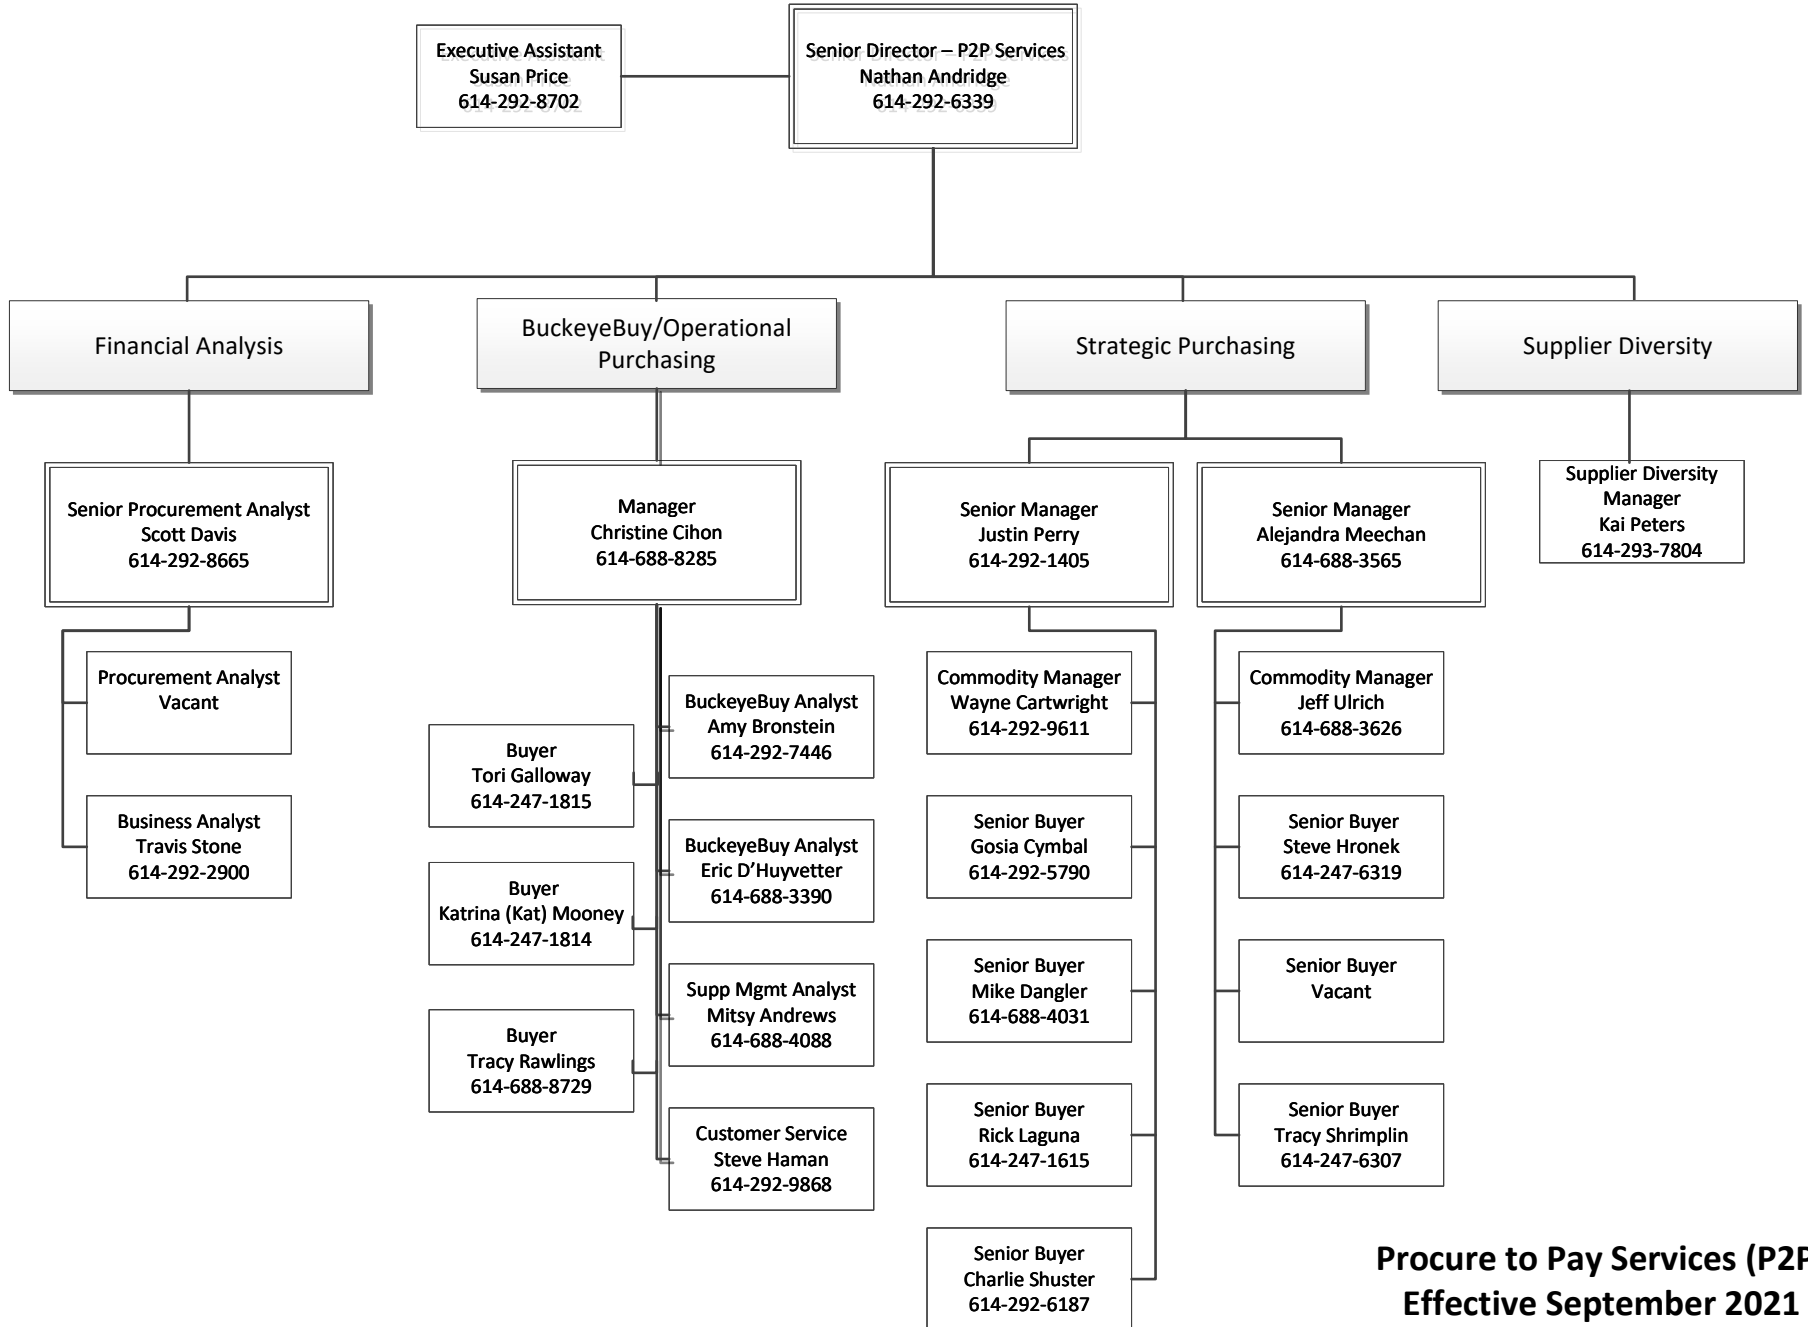 Executive Assistant
Susan Price
614-292-8702
Senior Director – P2P Services
Nathan Andridge
614-292-6339
Financial Analysis
BuckeyeBuy/Operational
Purchasing
Strategic Purchasing
Supplier Diversity
Senior Procurement Analyst
Scott Davis
614-292-8665
Manager
Christine Cihon
614-688-8285
Senior Manager
Justin Perry
614-292-1405
Senior Manager
Alejandra Meechan
614-688-3565
Supplier Diversity
Manager
Kai Peters
614-293-7804
Procurement Analyst
Vacant
Business Analyst
Travis Stone
614-292-2900
Buyer
Tori Galloway
614-247-1815
Buyer
Katrina (Kat) Mooney
614-247-1814
Buyer
Tracy Rawlings
614-688-8729
BuckeyeBuy Analyst
Amy Bronstein
614-292-7446
BuckeyeBuy Analyst
Eric D’Huyvetter
614-688-3390
Supp Mgmt Analyst
Mitsy Andrews
614-688-4088
Customer Service
Steve Haman
614-292-9868
Commodity Manager
Wayne Cartwright
614-292-9611
Senior Buyer
Gosia Cymbal
614-292-5790
Senior Buyer
Mike Dangler
614-688-4031
Senior Buyer
Rick Laguna
614-247-1615
Senior Buyer
Charlie Shuster
614-292-6187
Commodity Manager
Jeff Ulrich
614-688-3626
Senior Buyer
Steve Hronek
614-247-6319
Senior Buyer
Vacant
Senior Buyer
Tracy Shrimplin
614-247-6307
Procure to Pay Services (P2P
Effective September 2021